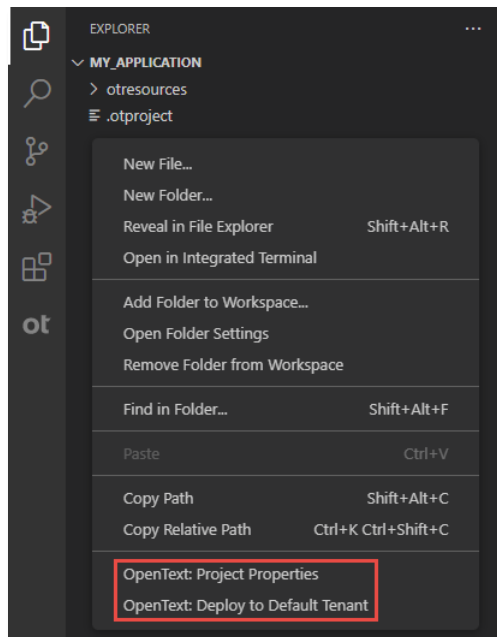 EXPLORER
MY_APPLICATION
otresources
.otproject
New File...
New Folder...
Reveal in File Explorer Shift+Alt+R
Open in Integrated Terminal
Add Folder to Workspace...
Open Folder Settings
Remove Folder from Workspace
Find in Folder... Shift+Alt+F
Paste Ctrl+V
Copy Path Shift+Alt+C
Copy Relative Path Ctrl+K Ctrl+Shift+C
ot
OpenText: Project Properties
OpenText: Deploy to Default Tenant